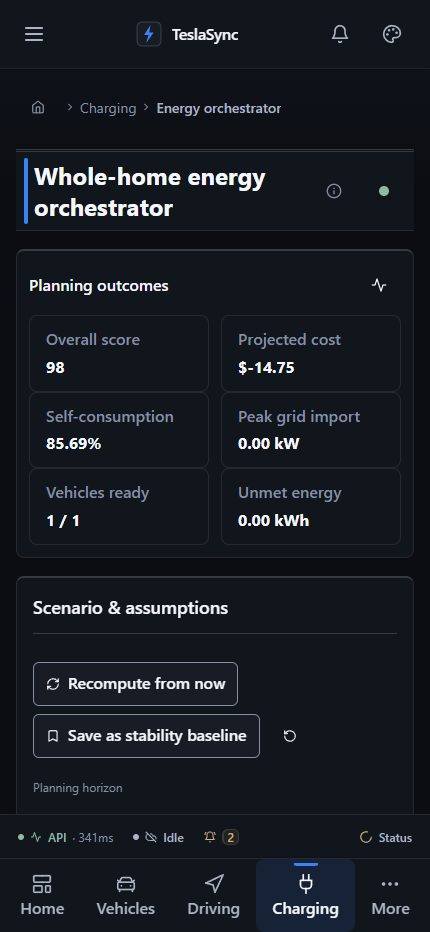 TeslaSync
Charging
Energy orchestrator
Whole-home energy
orchestrator
Planning outcomes
Overall score
98
Projected cost
$-14.75
Self-consumption
85.69%
Peak grid import
0.00 kW
Vehicles ready
1 / 1
Unmet energy
0.00 kWh
Scenario & assumptions
Recompute from now
Save as stability baseline
Planning horizon
API · 341ms
Idle
2
Status
Home
Vehicles
Driving
Charging
More